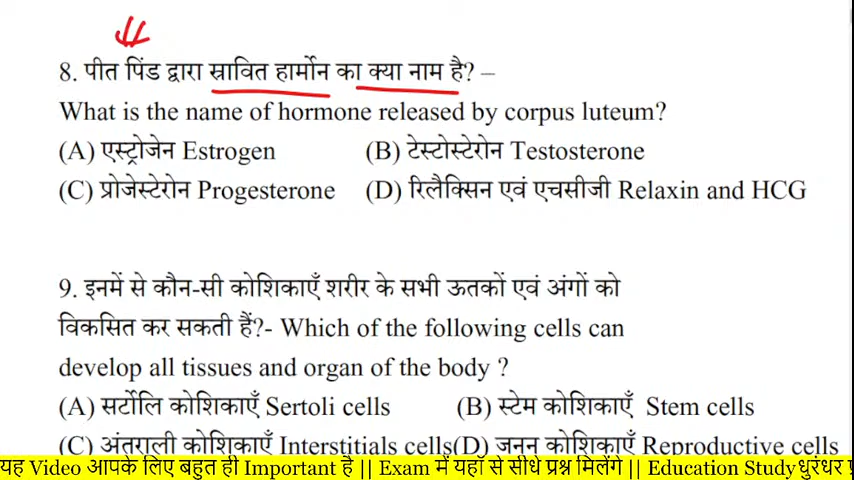 8. पीत पिंड द्वारा स्रावित हार्मोन का क्या नाम है? –
What is the name of hormone released by corpus luteum?
(A) एस्ट्रोजेन Estrogen (B) टेस्टोस्टेरोन Testosterone
(C) प्रोजेस्टेरोन Progesterone (D) रिलैक्सिन एवं एचसीजी Relaxin and HCG
9. इनमें से कौन-सी कोशिकाएँ शरीर के सभी ऊतकों एवं अंगों को
विकसित कर सकती हैं?- Which of the following cells can
develop all tissues and organ of the body ?
(A) सर्टोलि कोशिकाएँ Sertoli cells (B) स्टेम कोशिकाएँ Stem cells
(C) अंतराली कोशिकाएँ Interstitials cells(D) जनन कोशिकाएँ Reproductive cells
यह Video आपके लिए बहुत ही Important है || Exam में यहाँ से सीधे प्रश्न मिलेंगे || Education Studyधुरंधर